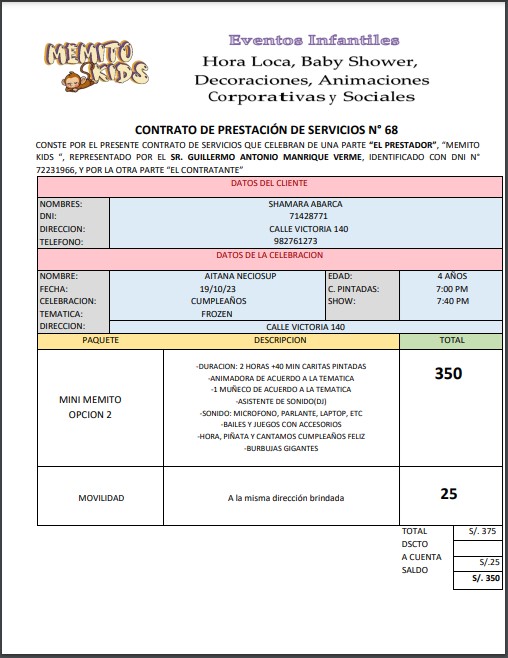 MEMITO
KIDS
Eventos Infantiles
Hora Loca, Baby Shower,
Decoraciones, Animaciones
Corporativas y Sociales
CONTRATO DE PRESTACIÓN DE SERVICIOS N° 68
CONSTE POR EL PRESENTE CONTRATO DE SERVICIOS QUE CELEBRAN DE UNA PARTE “EL PRESTADOR”, “MEMITO
KIDS “, REPRESENTADO POR EL SR. GUILLERMO ANTONIO MANRIQUE VERME, IDENTIFICADO CON DNI N°
72231966, Y POR LA OTRA PARTE “EL CONTRATANTE”
DATOS DEL CLIENTE
NOMBRES: SHAMARA ABARCA
DNI: 71428771
DIRECCION: CALLE VICTORIA 140
TELEFONO: 982761273
DATOS DE LA CELEBRACION
NOMBRE: AITANA NECIOSUP EDAD: 4 AÑOS
FECHA: 19/10/23 C. PINTADAS: 7:00 PM
CELEBRACION: CUMPLEAÑOS SHOW: 7:40 PM
TEMATICA: FROZEN
DIRECCION: CALLE VICTORIA 140
PAQUETE DESCRIPCION TOTAL
MINI MEMITO
OPCION 2
-DURACION: 2 HORAS +40 MIN CARITAS PINTADAS
-ANIMADORA DE ACUERDO A LA TEMATICA
-1 MUÑECO DE ACUERDO A LA TEMATICA
-ASISTENTE DE SONIDO(DJ)
-SONIDO: MICROFONO, PARLANTE, LAPTOP, ETC
-BAILES Y JUEGOS CON ACCESORIOS
-HORA, PIÑATA Y CANTAMOS CUMPLEAÑOS FELIZ
-BURBUJAS GIGANTES
350
MOVILIDAD A la misma dirección brindada 25
TOTAL S/. 375
DSCTO
A CUENTA S/.25
SALDO S/. 350